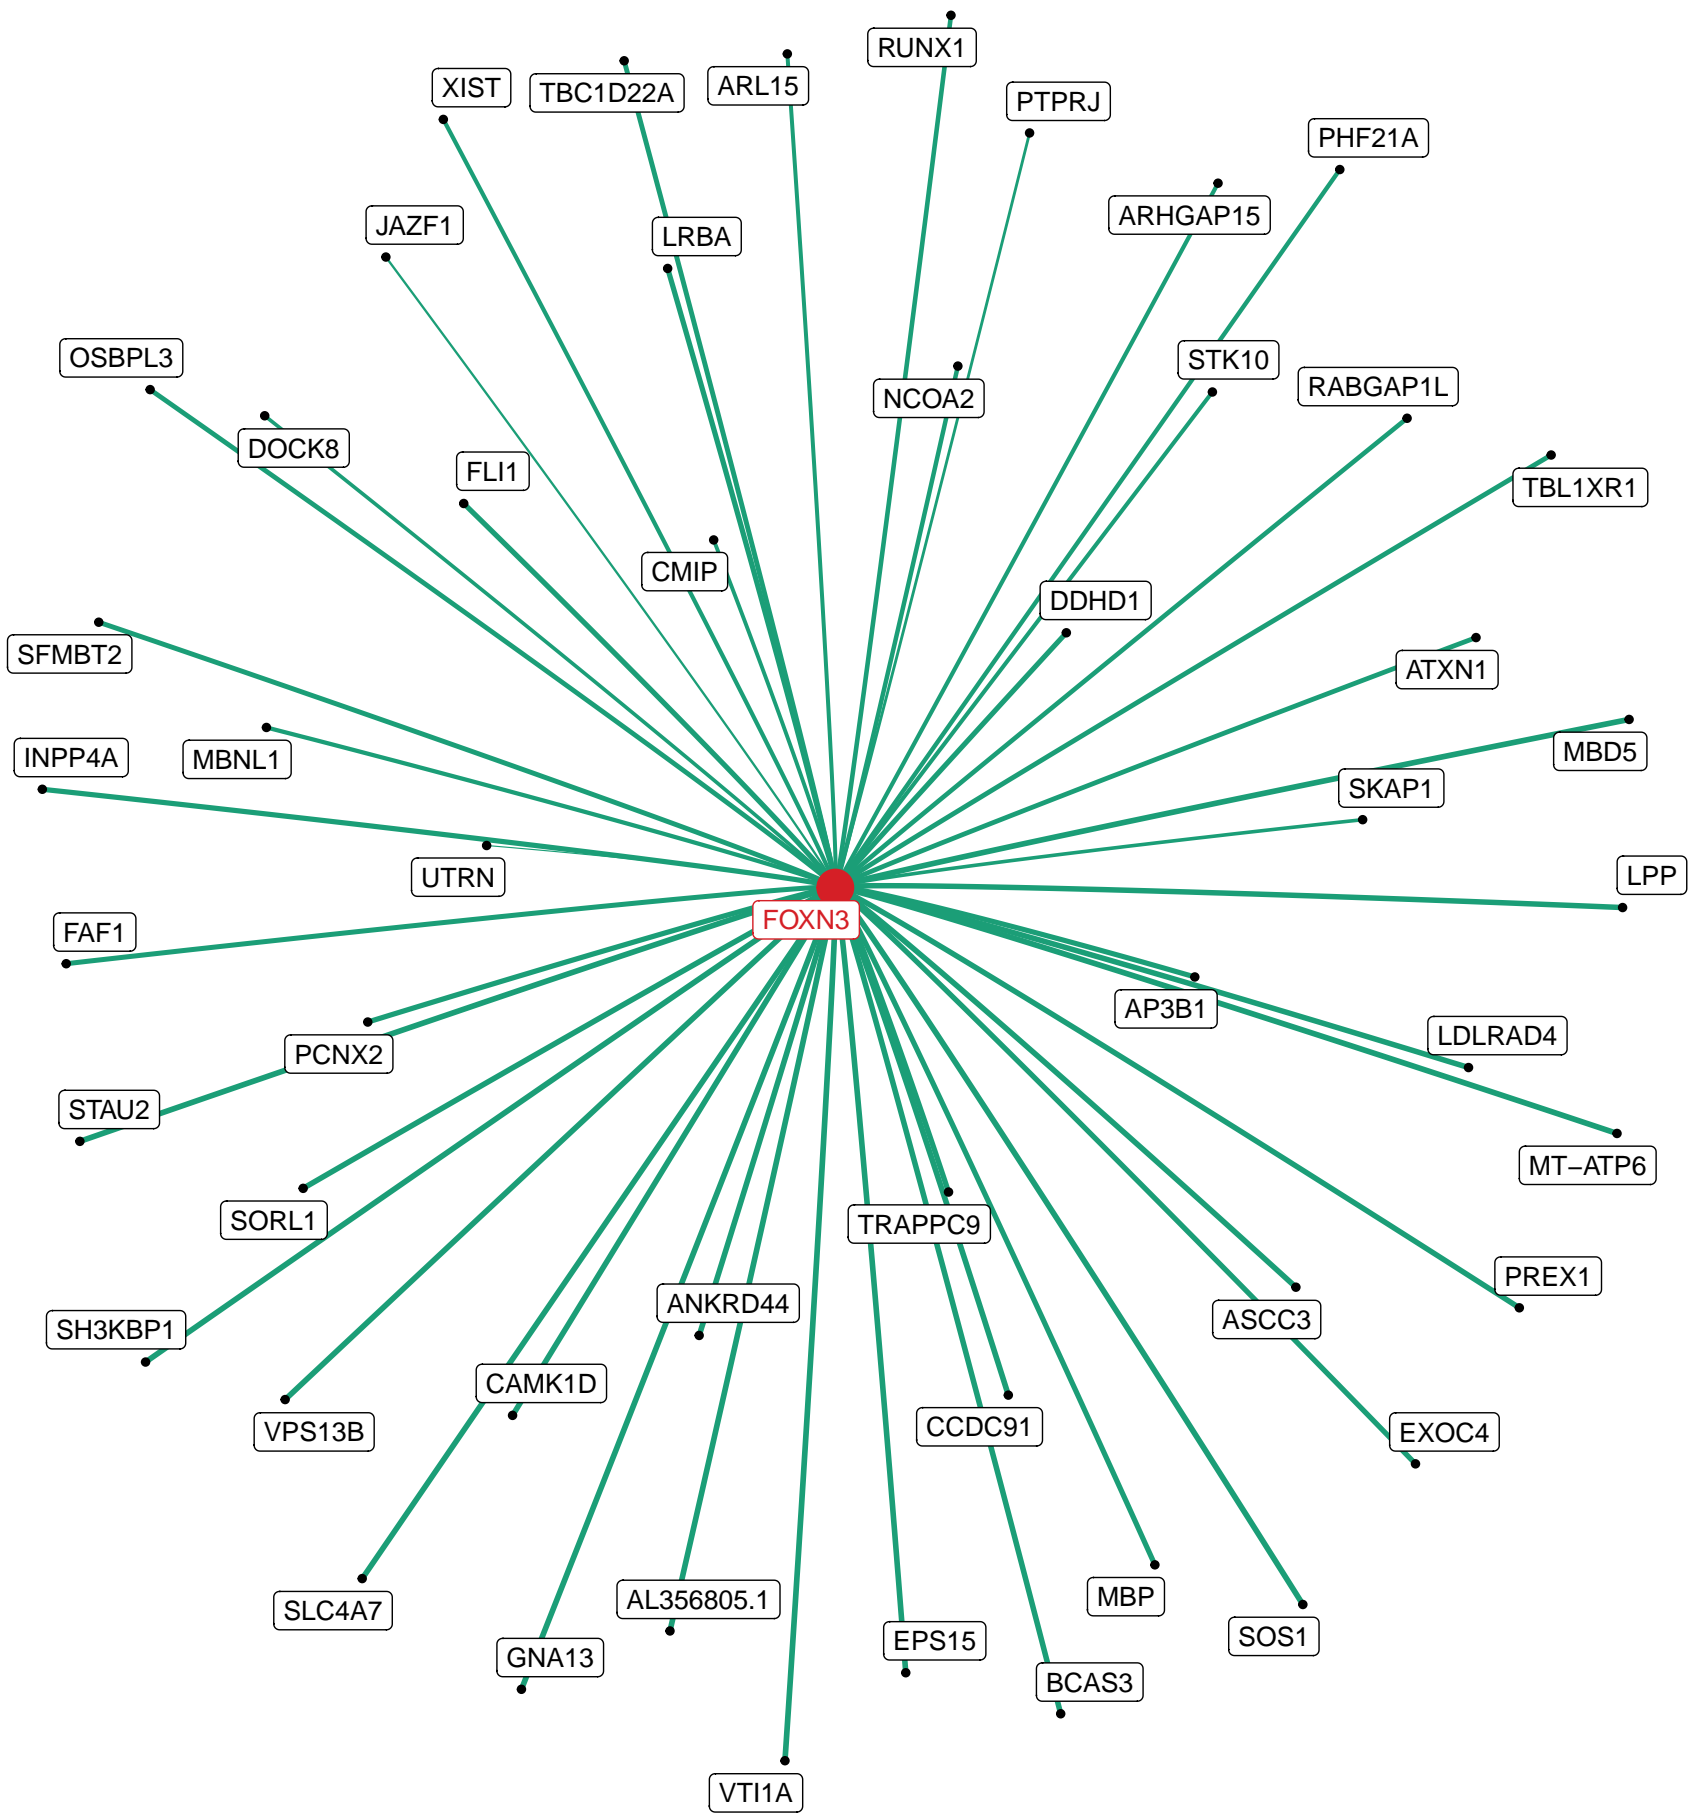 RUNX1
XIST
TBC1D22A
ARL15
PTPRJ
PHF21A
JAZF1
LRBA
ARHGAP15
OSBPL3
STK10
RABGAP1L
NCOA2
DOCK8
FLI1
TBL1XR1
CMIP
DDHD1
SFMBT2
ATXN1
INPP4A
MBNL1
MBD5
SKAP1
UTRN
LPP
FOXN3
FAF1
AP3B1
LDLRAD4
PCNX2
STAU2
MT−ATP6
SORL1
TRAPPC9
PREX1
ANKRD44
ASCC3
SH3KBP1
CAMK1D
CCDC91
EXOC4
VPS13B
MBP
AL356805.1
SLC4A7
SOS1
EPS15
GNA13
BCAS3
VTI1A